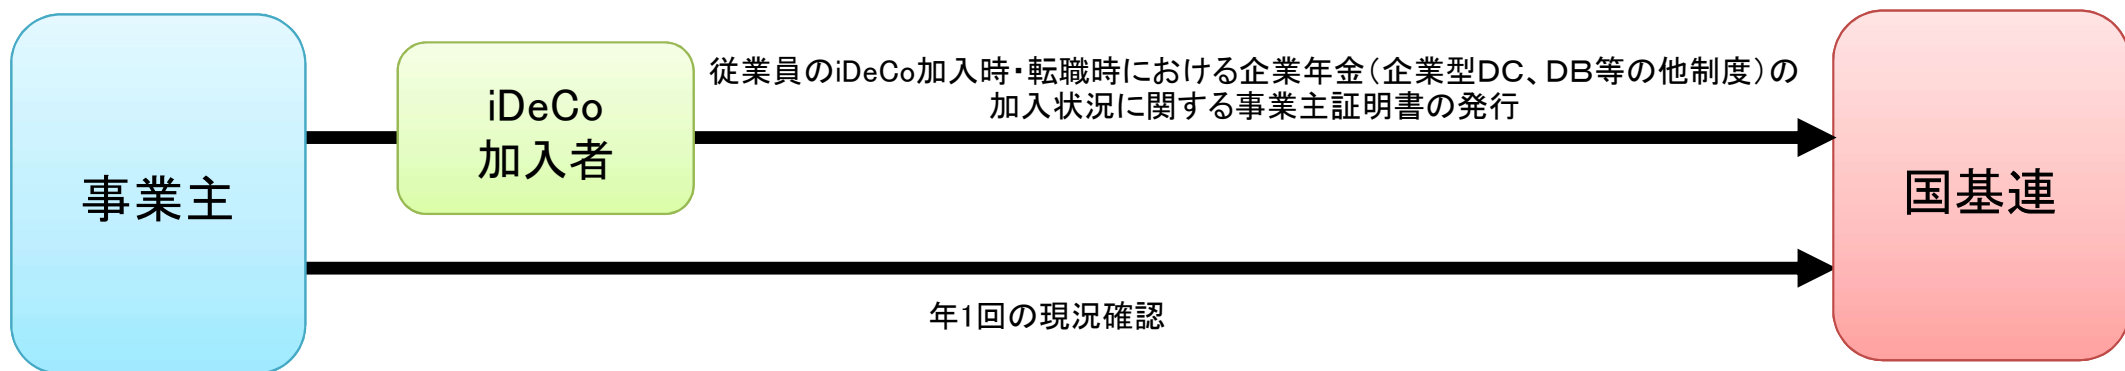 事業主
iDeCo
加入者
従業員のiDeCo加入時・転職時における企業年金（企業型DC、DB等の他制度）の
加入状況に関する事業主証明書の発行
年1回の現況確認
国基連